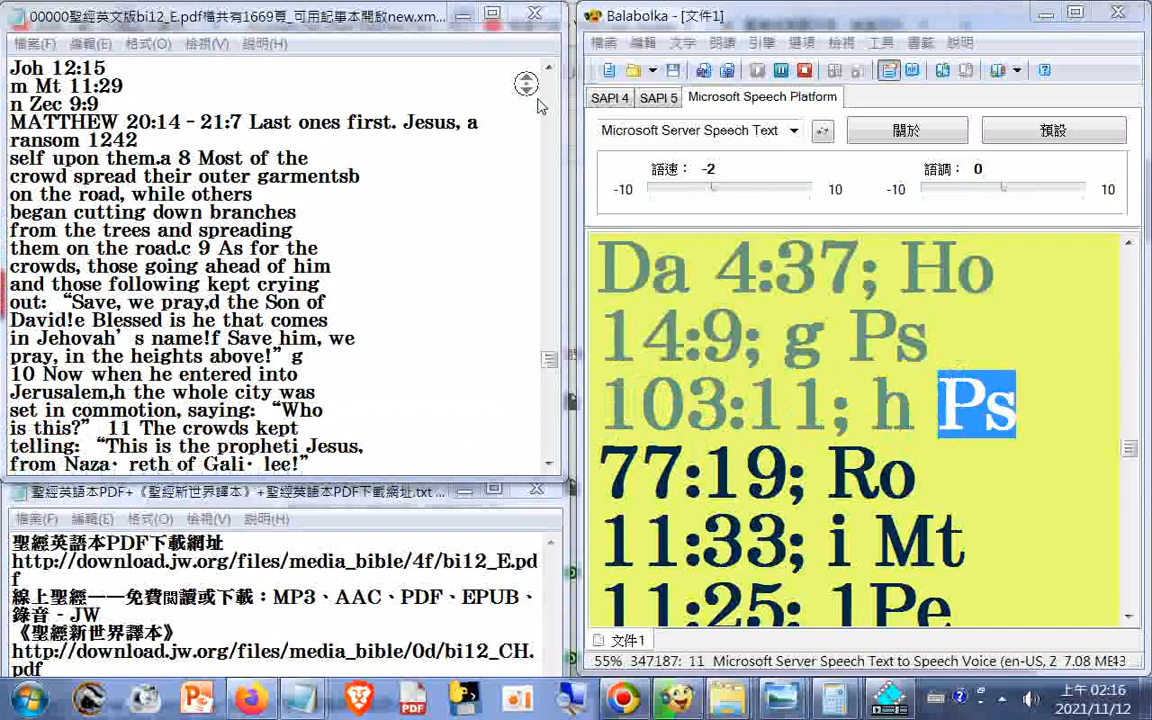 00000聖經英文版bi12_E.pdf檔共有1669頁_可用記事本開啟new.xm...
檔案(F) 編輯(E) 格式(O) 檢視(V) 說明(H)
Joh 12:15
m Mt 11:29
n Zec 9:9
MATTHEW 20:14–21:7 Last ones first. Jesus, a
ransom 1242
self upon them.a 8 Most of the
crowd spread their outer garmentsb
on the road, while others
began cutting down branches
from the trees and spreading
them on the road.c 9 As for the
crowds, those going ahead of him
and those following kept crying
out: “Save, we pray,d the Son of
David!e Blessed is he that comes
in Jehovah’s name!f Save him, we
pray, in the heights above!” g
10 Now when he entered into
Jerusalem,h the whole city was
set in commotion, saying: “Who
is this?” 11 The crowds kept
telling: “This is the propheti Jesus,
from Naza·reth of Gali·lee!”
聖經英語本PDF+《聖經新世界譯本》+聖經英語本PDF下載網址.txt ...
檔案(F) 編輯(E) 格式(O) 檢視(V) 說明(H)
聖經英語本PDF下載網址
http://download.jw.org/files/media_bible/4f/bi12_E.pd
f
線上聖經——免費閱讀或下載：MP3、AAC、PDF、EPUB、
錄音 - JW
《聖經新世界譯本》
http://download.jw.org/files/media_bible/0d/bi12_CH.
pdf
Balabolka - [文件1]
檔案 編輯 文字 朗讀 引擎 選項 檢視 工具 書籤 說明
SAPI 4 SAPI 5 Microsoft Speech Platform
Microsoft Server Speech Text 關於 預設
語速: -2 語調: 0
-10 10 -10 10
Da 4:37; Ho
14:9; g Ps
103:11; h Ps
77:19; Ro
11:33; i Mt
11:25; 1Pe
文件1
55% 347187: 11 Microsoft Server Speech Text to Speech Voice (en-US, 2 7.08 ME43
上午 02:16
2021/11/12